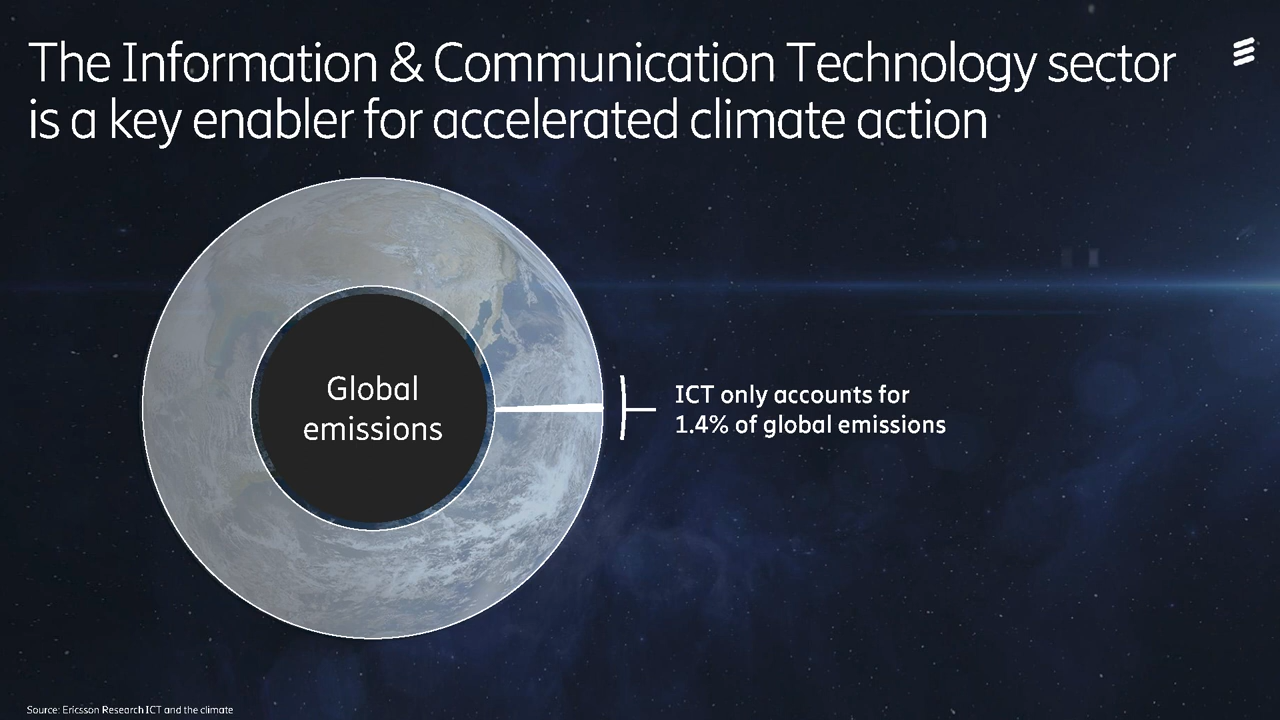 The Information & Communication Technology sector
is a key enabler for accelerated climate action
Global
emissions
ICT only accounts for
1.4% of global emissions
Source: Ericsson Research ICT and the climate